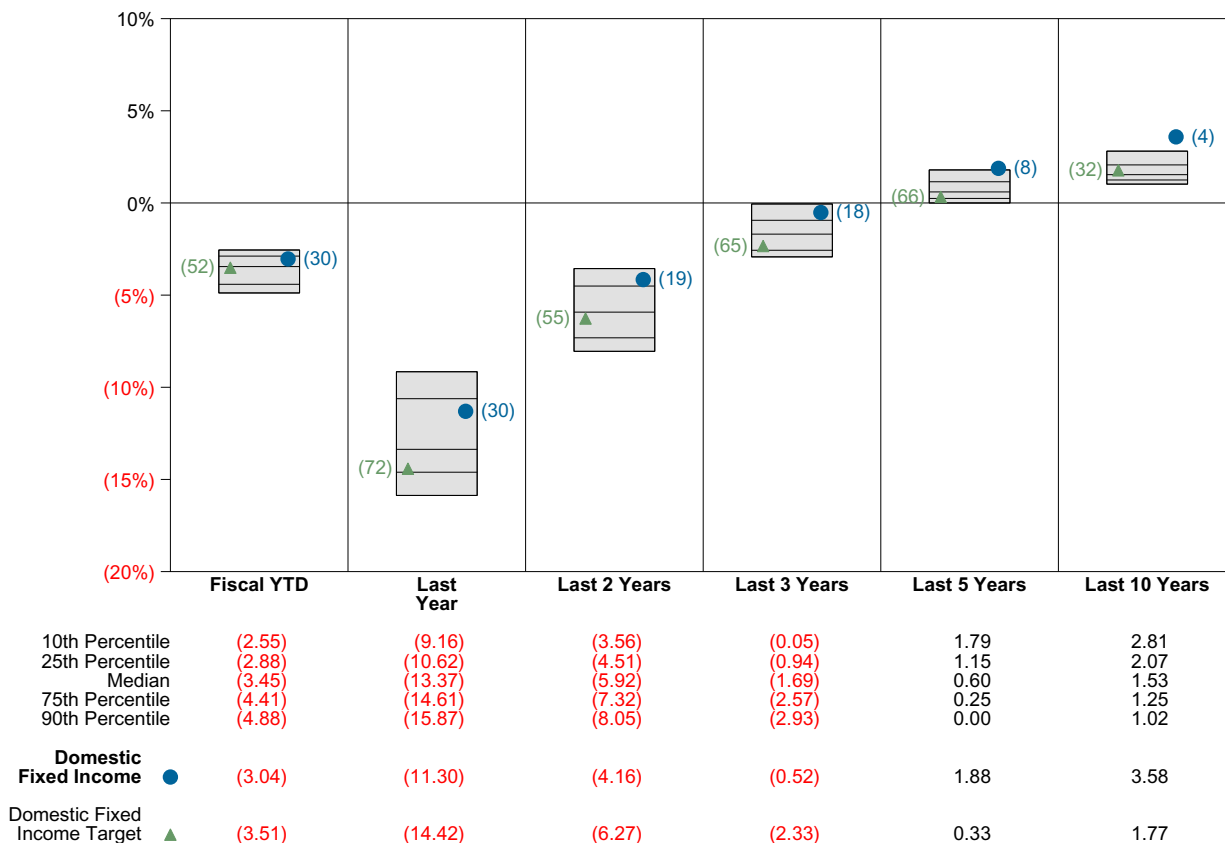 10%
5%
0%
(5%)
(10%)
(15%)
(20%)
(52)
(30)
(72)
(30)
(55)
(19)
(65)
(18)
(66)
(8)
(32)
(4)
Fiscal YTD
Last
Year
Last 2 Years
Last 3 Years
Last 5 Years
Last 10 Years
10th Percentile (2.55) (9.16) (3.56) (0.05) 1.79 2.81
25th Percentile (2.88) (10.62) (4.51) (0.94) 1.15 2.07
Median (3.45) (13.37) (5.92) (1.69) 0.60 1.53
75th Percentile (4.41) (14.61) (7.32) (2.57) 0.25 1.25
90th Percentile (4.88) (15.87) (8.05) (2.93) 0.00 1.02
Domestic
Fixed Income (3.04) (11.30) (4.16) (0.52) 1.88 3.58
Domestic Fixed
Income Target (3.51) (14.42) (6.27) (2.33) 0.33 1.77